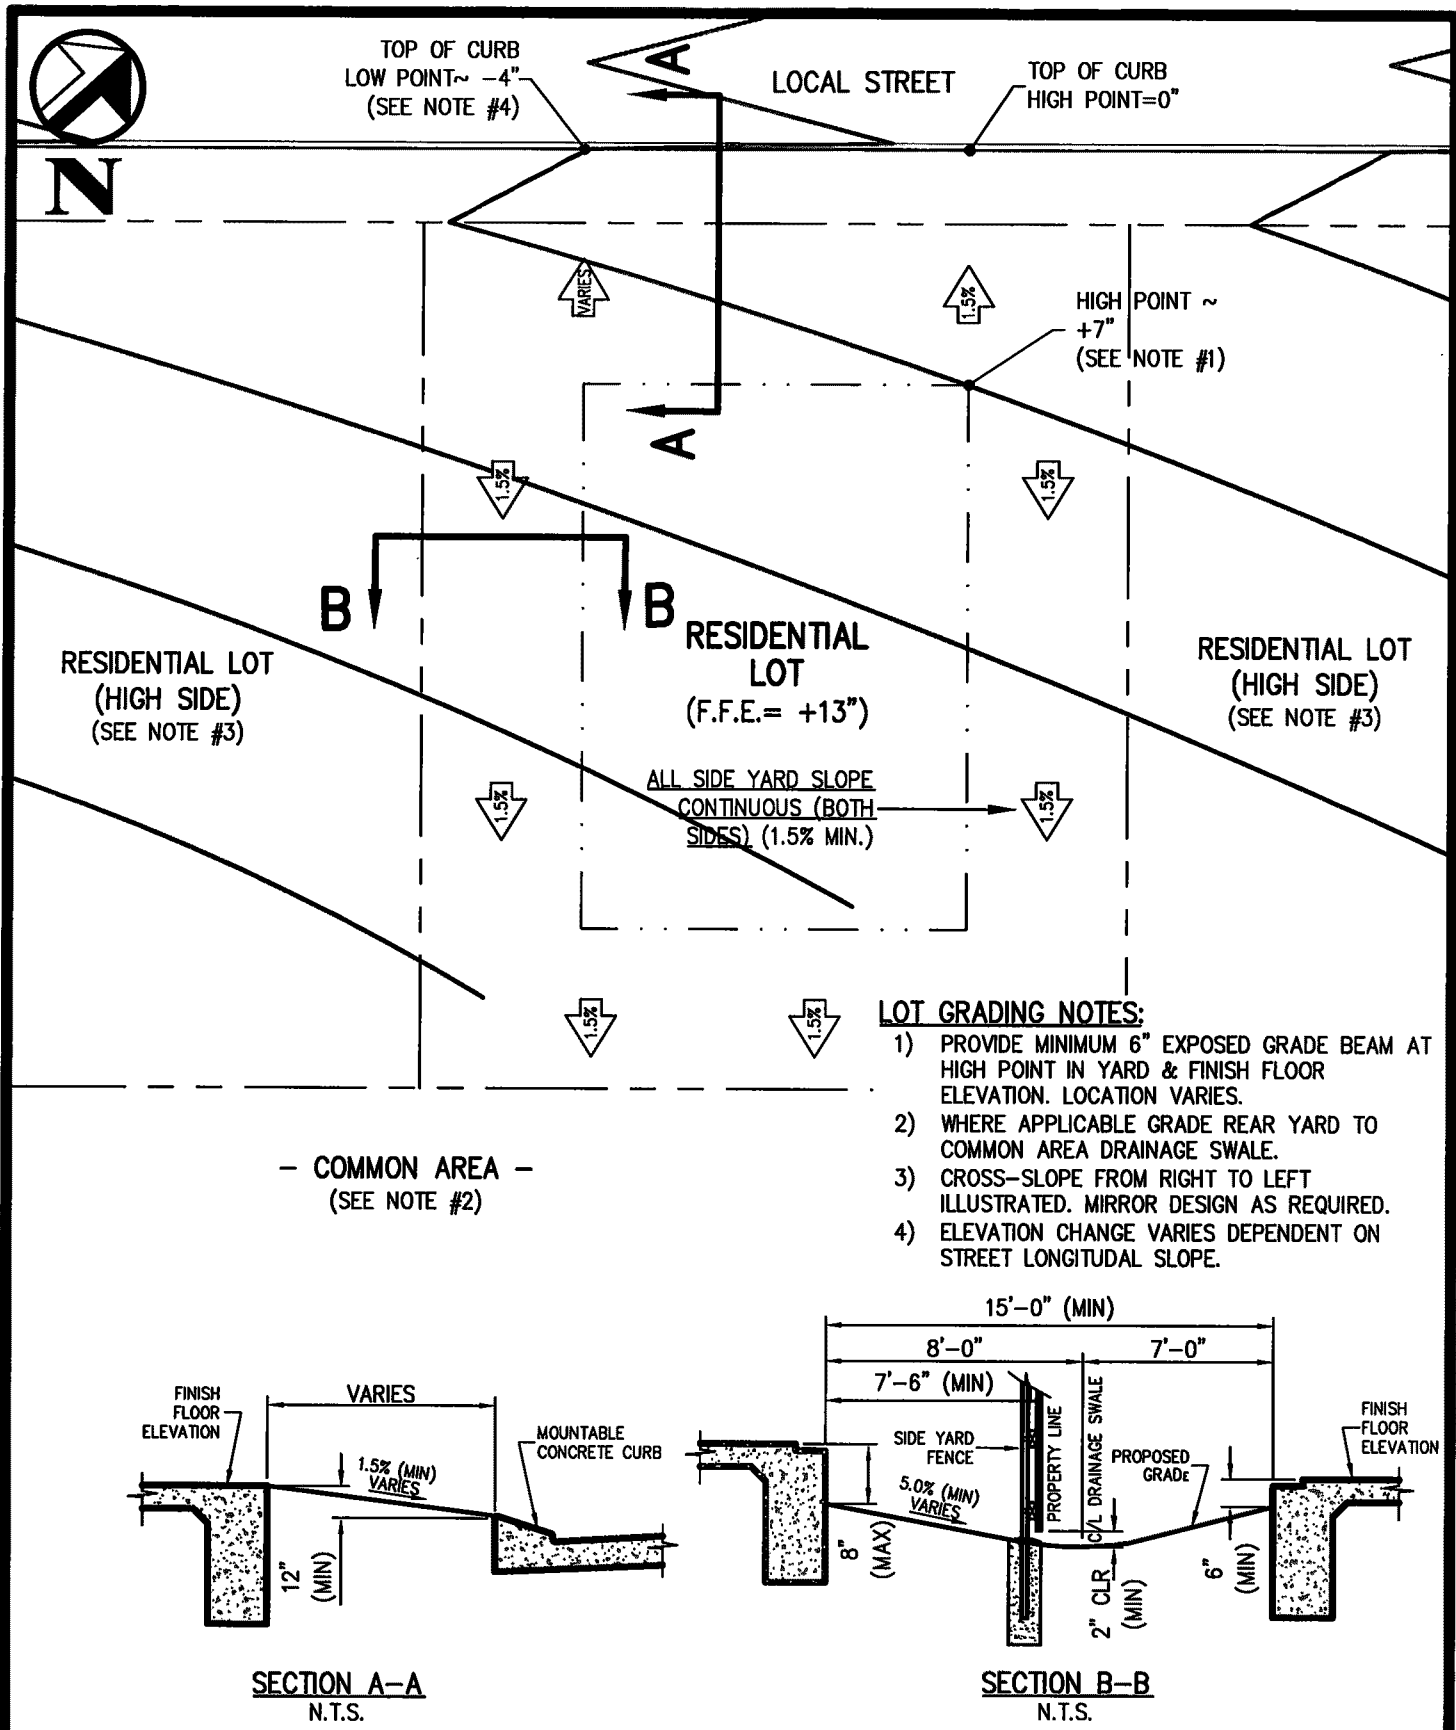 TOP OF CURB
LOW POINT~ -4"
(SEE NOTE #4)
A
LOCAL STREET
TOP OF CURB
HIGH POINT=0"
N
VARIES
1.5%
HIGH POINT ~
+7"
(SEE NOTE #1)
A
1.5%
1.5%
B
B
RESIDENTIAL LOT
(HIGH SIDE)
(SEE NOTE #3)
RESIDENTIAL
LOT
(F.F.E.= +13")
RESIDENTIAL LOT
(HIGH SIDE)
(SEE NOTE #3)
1.5%
ALL SIDE YARD SLOPE
CONTINUOUS (BOTH
SIDES) (1.5% MIN.)
1.5%
1.5%
1.5%
LOT GRADING NOTES:
1) PROVIDE MINIMUM 6" EXPOSED GRADE BEAM AT
HIGH POINT IN YARD & FINISH FLOOR
ELEVATION. LOCATION VARIES.
2) WHERE APPLICABLE GRADE REAR YARD TO
COMMON AREA DRAINAGE SWALE.
3) CROSS-SLOPE FROM RIGHT TO LEFT
ILLUSTRATED. MIRROR DESIGN AS REQUIRED.
4) ELEVATION CHANGE VARIES DEPENDENT ON
STREET LONGITUDAL SLOPE.
- COMMON AREA -
(SEE NOTE #2)
FINISH
FLOOR
ELEVATION
VARIES
1.5% (MIN)
VARIES
MOUNTABLE
CONCRETE CURB
12"
(MIN)
SECTION A-A
N.T.S.
15'-0" (MIN)
8'-0"
7'-0"
7'-6" (MIN)
SIDE YARD
FENCE
PROPERTY LINE
C/L DRAINAGE SWALE
PROPOSED
GRADE
FINISH
FLOOR
ELEVATION
5.0% (MIN)
VARIES
8"
(MAX)
2" CLR
(MIN)
6"
(MIN)
SECTION B-B
N.T.S.